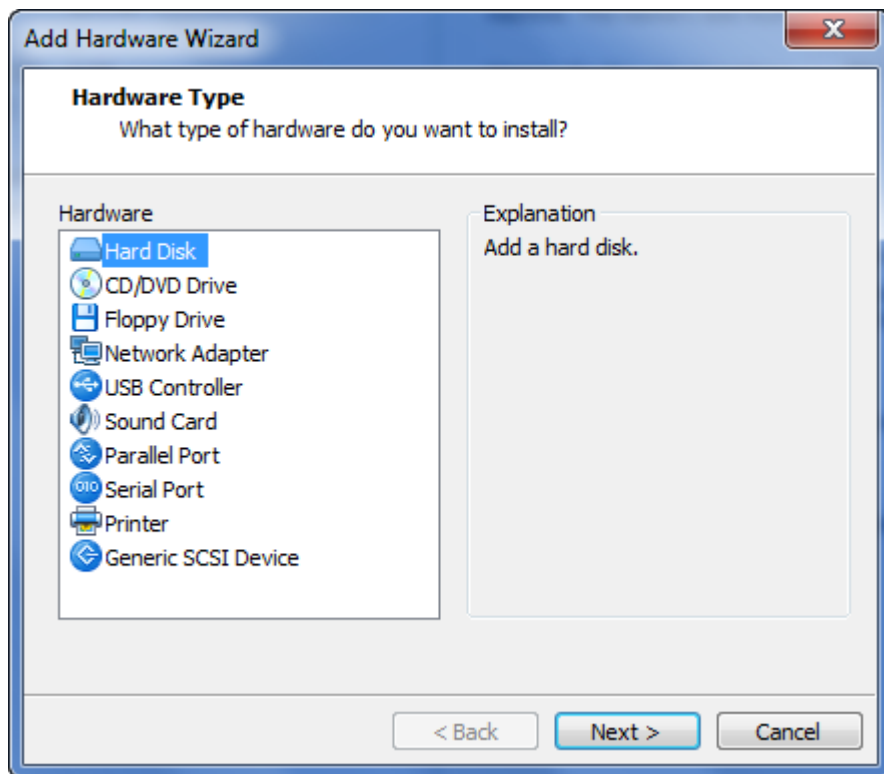 Add Hardware Wizard
Hardware Type
What type of hardware do you want to install?
Hardware
Hard Disk
CD/DVD Drive
Floppy Drive
Network Adapter
USB Controller
Sound Card
Parallel Port
Serial Port
Printer
Generic SCSI Device
Explanation
Add a hard disk.
< Back
Next >
Cancel